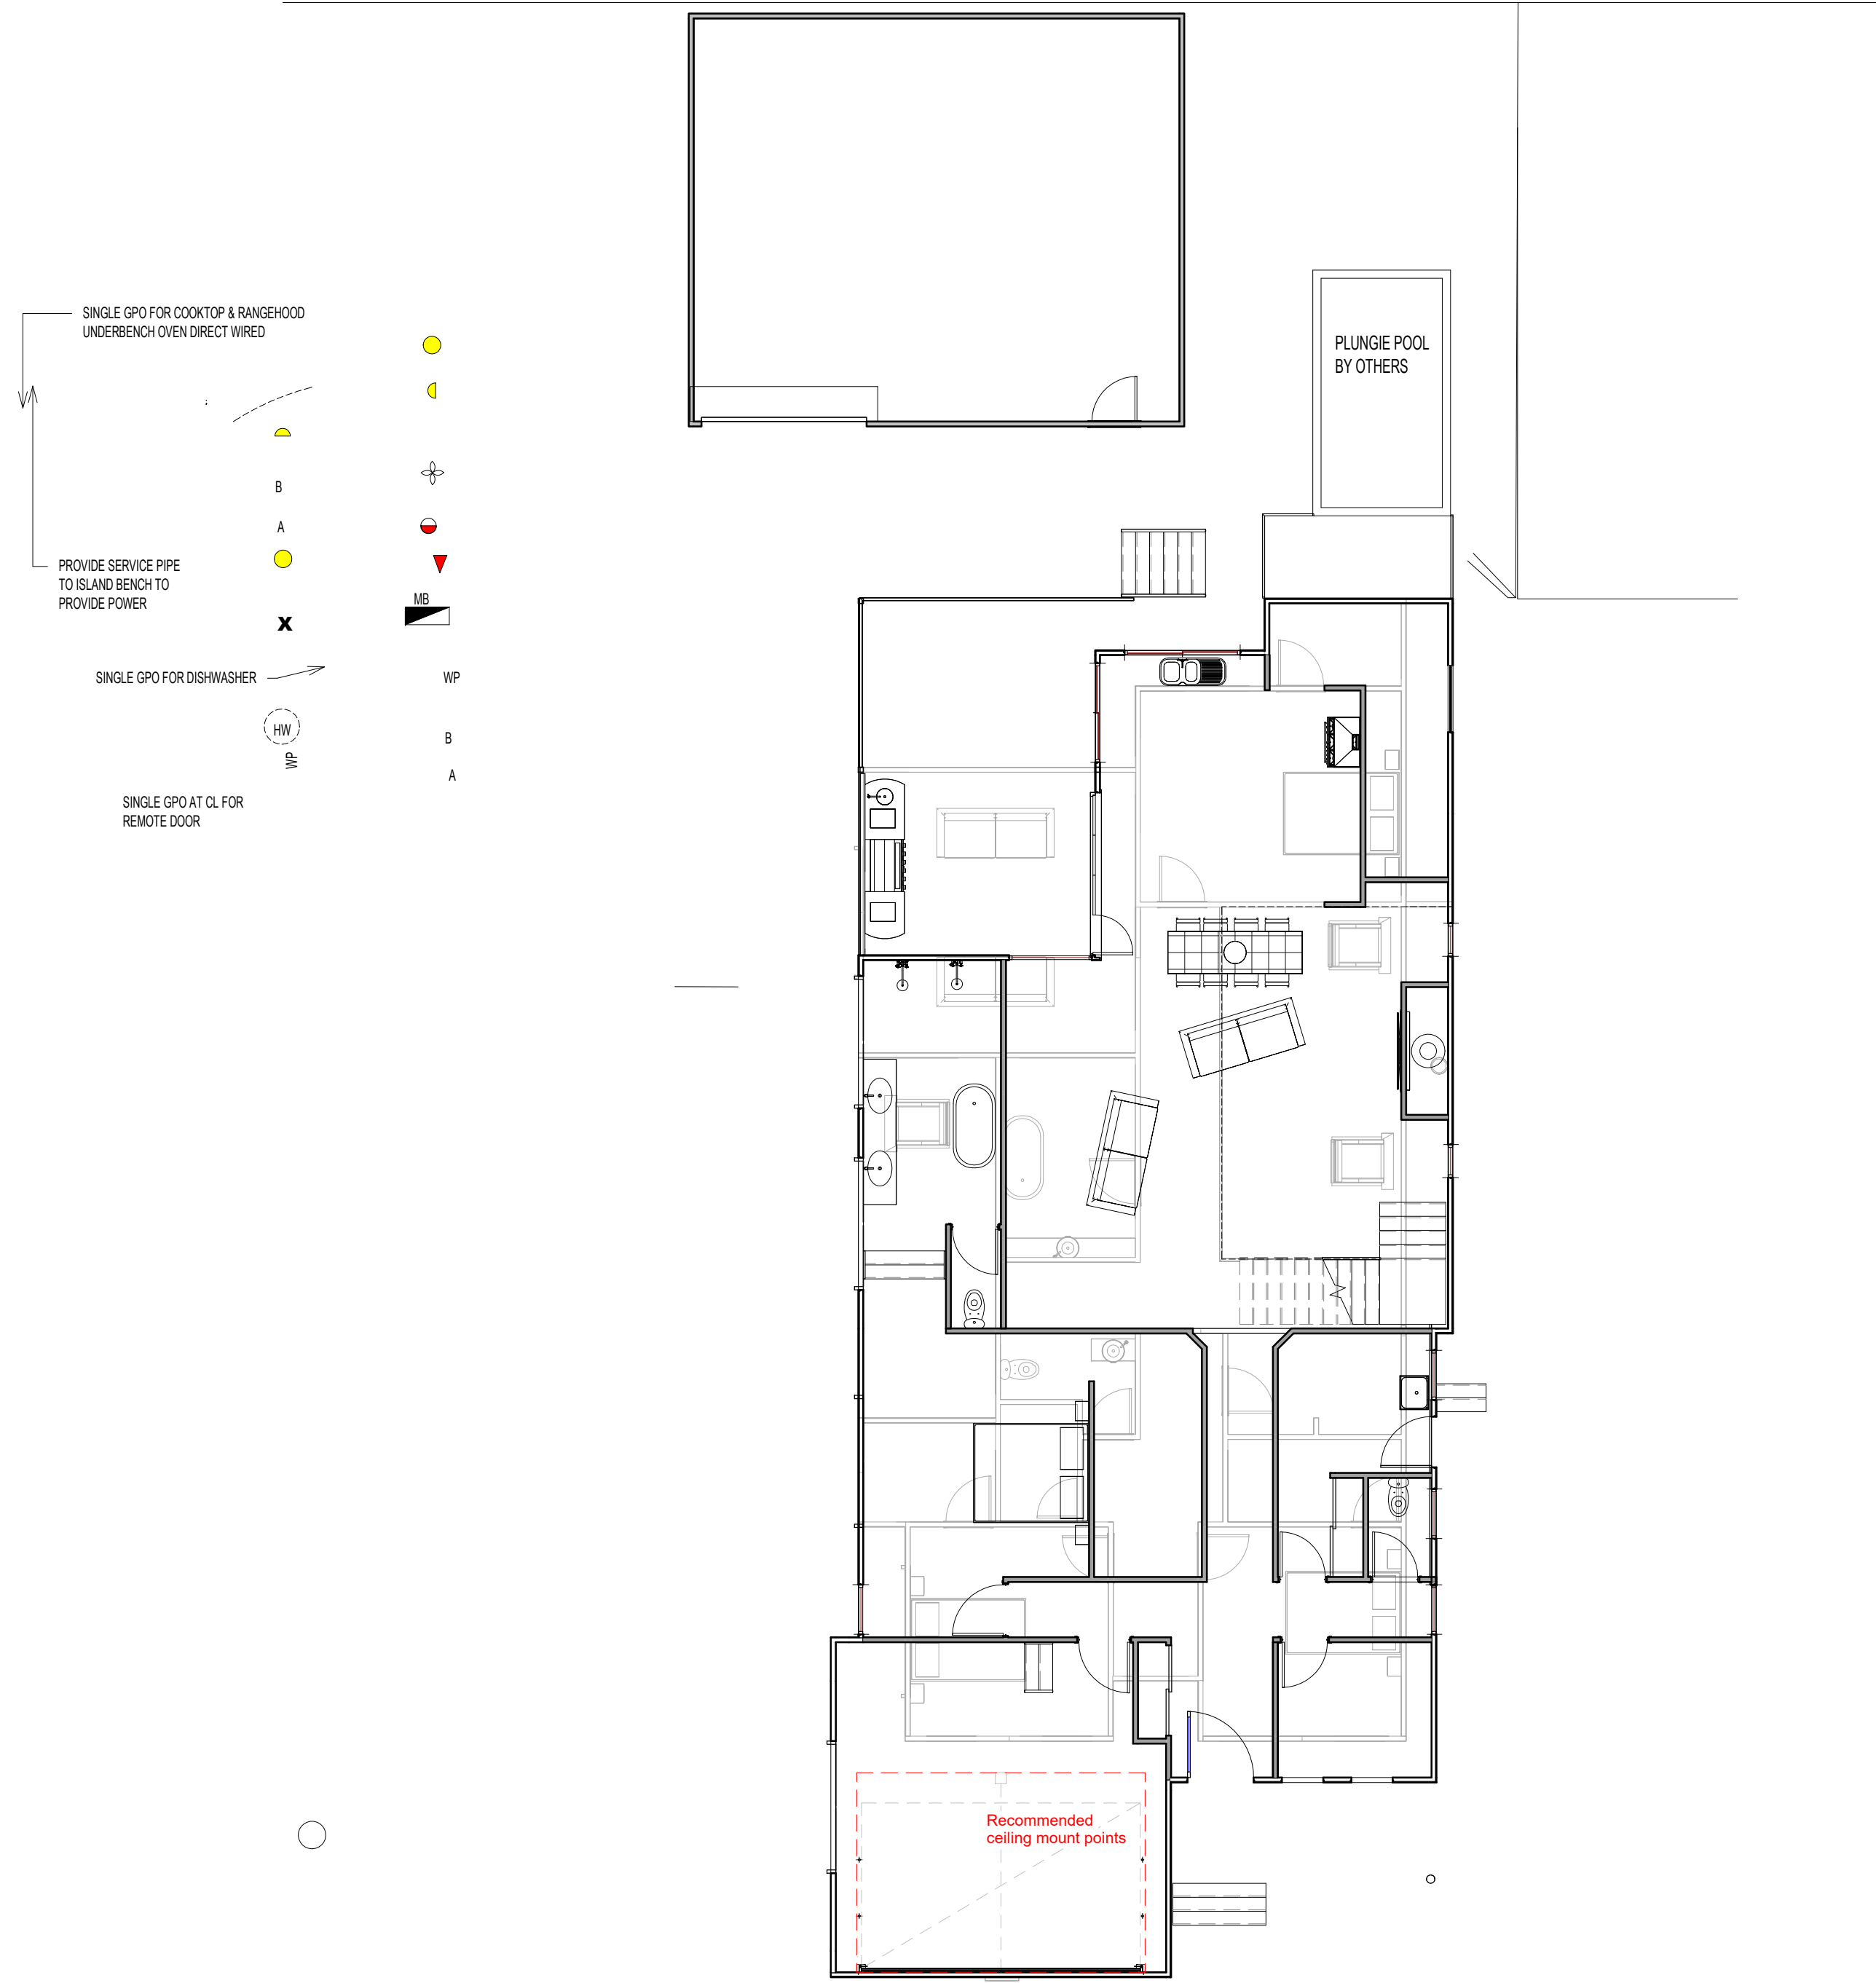 SINGLE GPO FOR COOKTOP & RANGEHOOD
UNDERBENCH OVEN DIRECT WIRED
PLUNGIE POOL
BY OTHERS
;
B
A
PROVIDE SERVICE PIPE
TO ISLAND BENCH TO
PROVIDE POWER
MB
X
SINGLE GPO FOR DISHWASHER
WP
HW
WP
B
A
SINGLE GPO AT CL FOR
REMOTE DOOR
Recommended
ceiling mount points